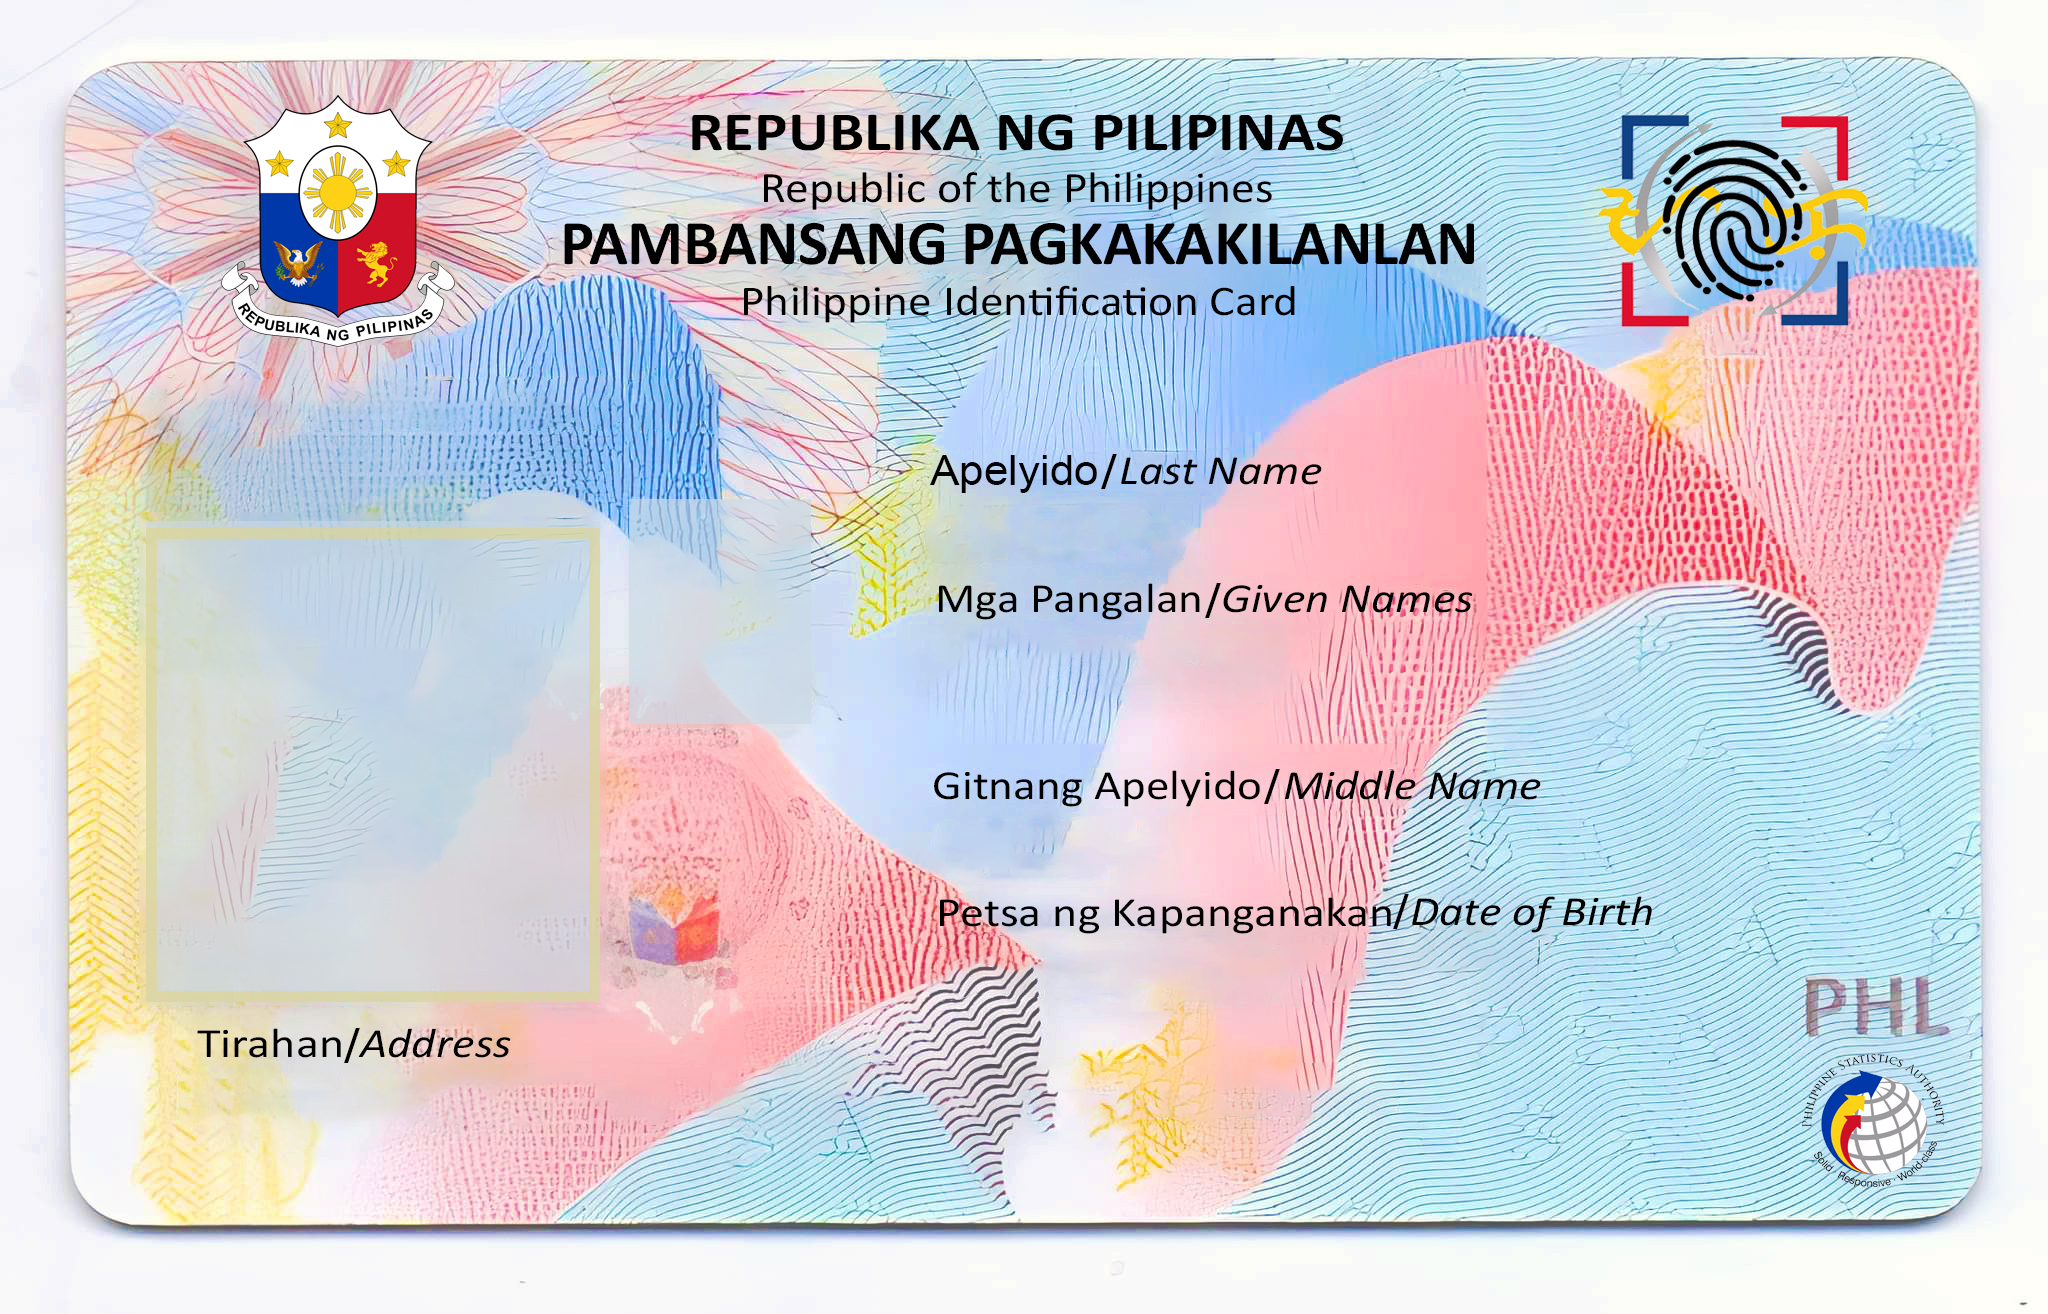 REPUBLIKA NG PILIPINAS
Republic of the Philippines
PAMBANSANG PAGKAKAKILANLAN
Philippine Identification Card
REPUBLIKA NG PILIPINAS
Apelyido/Last Name
Mga Pangalan/Given Names
Gitnang Apelyido/Middle Name
Petsa ng Kapanganakan/Date of Birth
Tirahan/Address
PHL
PHILIPPINE STATISTICS AUTHORITY
Solid · Responsive · World-class